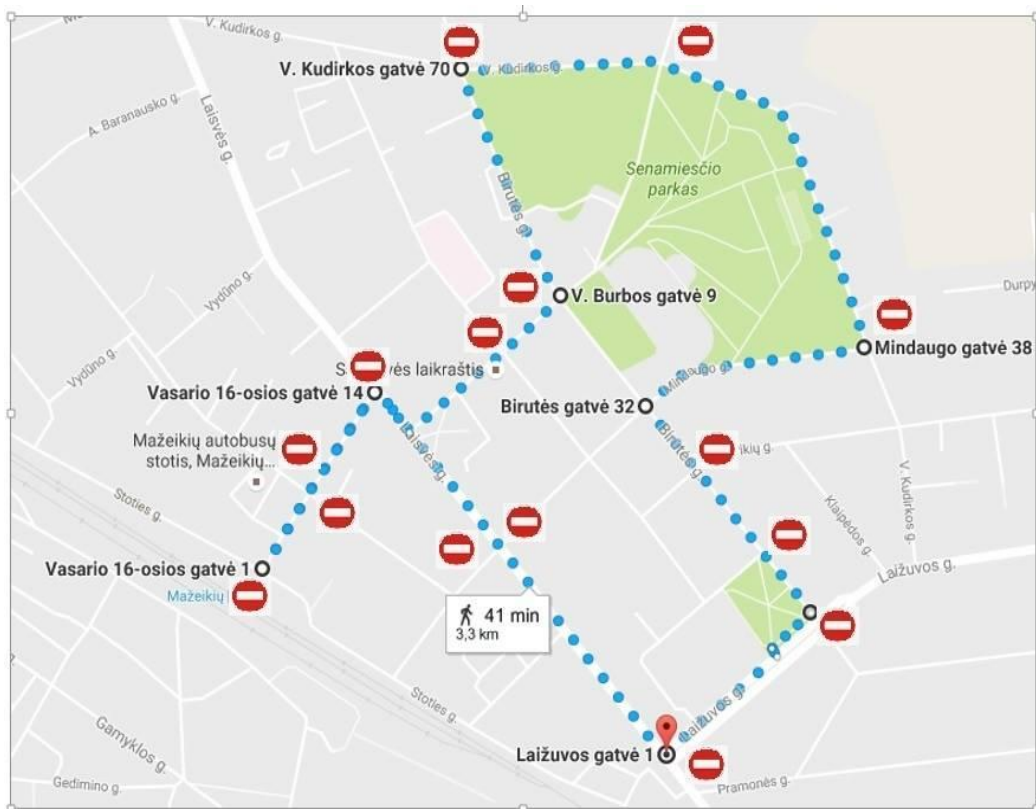 V. Kudirkos g.
V. Kudirkos gatvė 70
V. Kudirkos g.
A. Baranausko g.
Laisvės g.
Senamiesčio
parkas
Birutės g.
Vydūno g.
V. Burbos gatvė 9
Durpy
Mindaugo gatvė 38
Vydūno g.
vės laikraštis
Mindaugo g.
Vasario 16-osios gatvė 14
Birutės gatvė 32
Laisvės g.
Birutės g.
ikių g.
Mažeikių autobusų
stotis, Mažeikių...
Stoties g.
Klaipėdos g.
V. Kudirkos g.
Vasario 16-osios gatvė 1
Laižuvos g.
Mažeikių
41 min
3,3 km
Stoties g.
Laižuvos g.
Gamyklos g.
Laižuvos gatvė 1
Gedimino g.
Pramonės g.